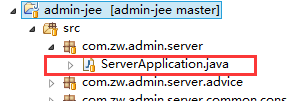 admin-jee [admin-jee master]
src
com.zw.admin.server
ServerApplication.java
com.zw.admin.server.advice